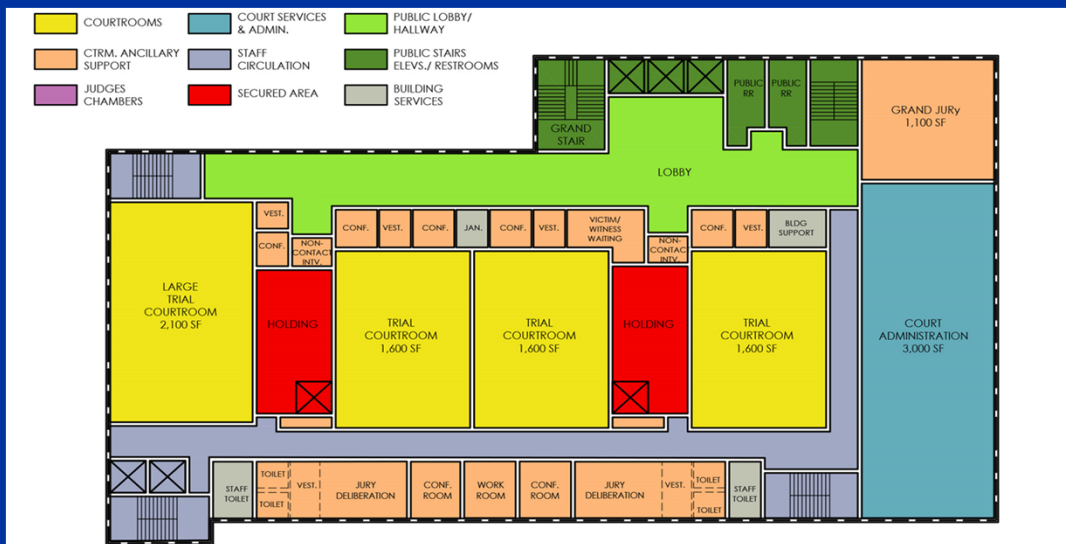 COURTROOMS
COURT SERVICES
& ADMIN.
PUBLIC LOBBY/
HALLWAY
CTRM. ANCILLARY
SUPPORT
STAFF
CIRCULATION
PUBLIC STAIRS
ELEVS./ RESTROOMS
JUDGES
CHAMBERS
SECURED AREA
BUILDING
SERVICES
GRAND
STAIR
PUBLIC
RR
PUBLIC
RR
GRAND JURy
1,100 SF
LOBBY
VEST.
CONF.
NON-
CONTACT
INTV.
CONF.
VEST.
CONF.
JAN.
CONF.
VEST.
VICTIM/
WITNESS
WAITING
NON-
CONTACT
INTV.
CONF.
VEST.
BLDG
SUPPORT
LARGE
TRIAL
COURTROOM
2,100 SF
HOLDING
TRIAL
COURTROOM
1,600 SF
TRIAL
COURTROOM
1,600 SF
HOLDING
TRIAL
COURTROOM
1,600 SF
COURT
ADMINISTRATION
3,000 SF
STAFF
TOILET
TOILET
TOILET
VEST.
JURY
DELIBERATION
CONF.
ROOM
WORK
ROOM
CONF.
ROOM
JURY
DELIBERATION
VEST.
TOILET
TOILET
STAFF
TOILET